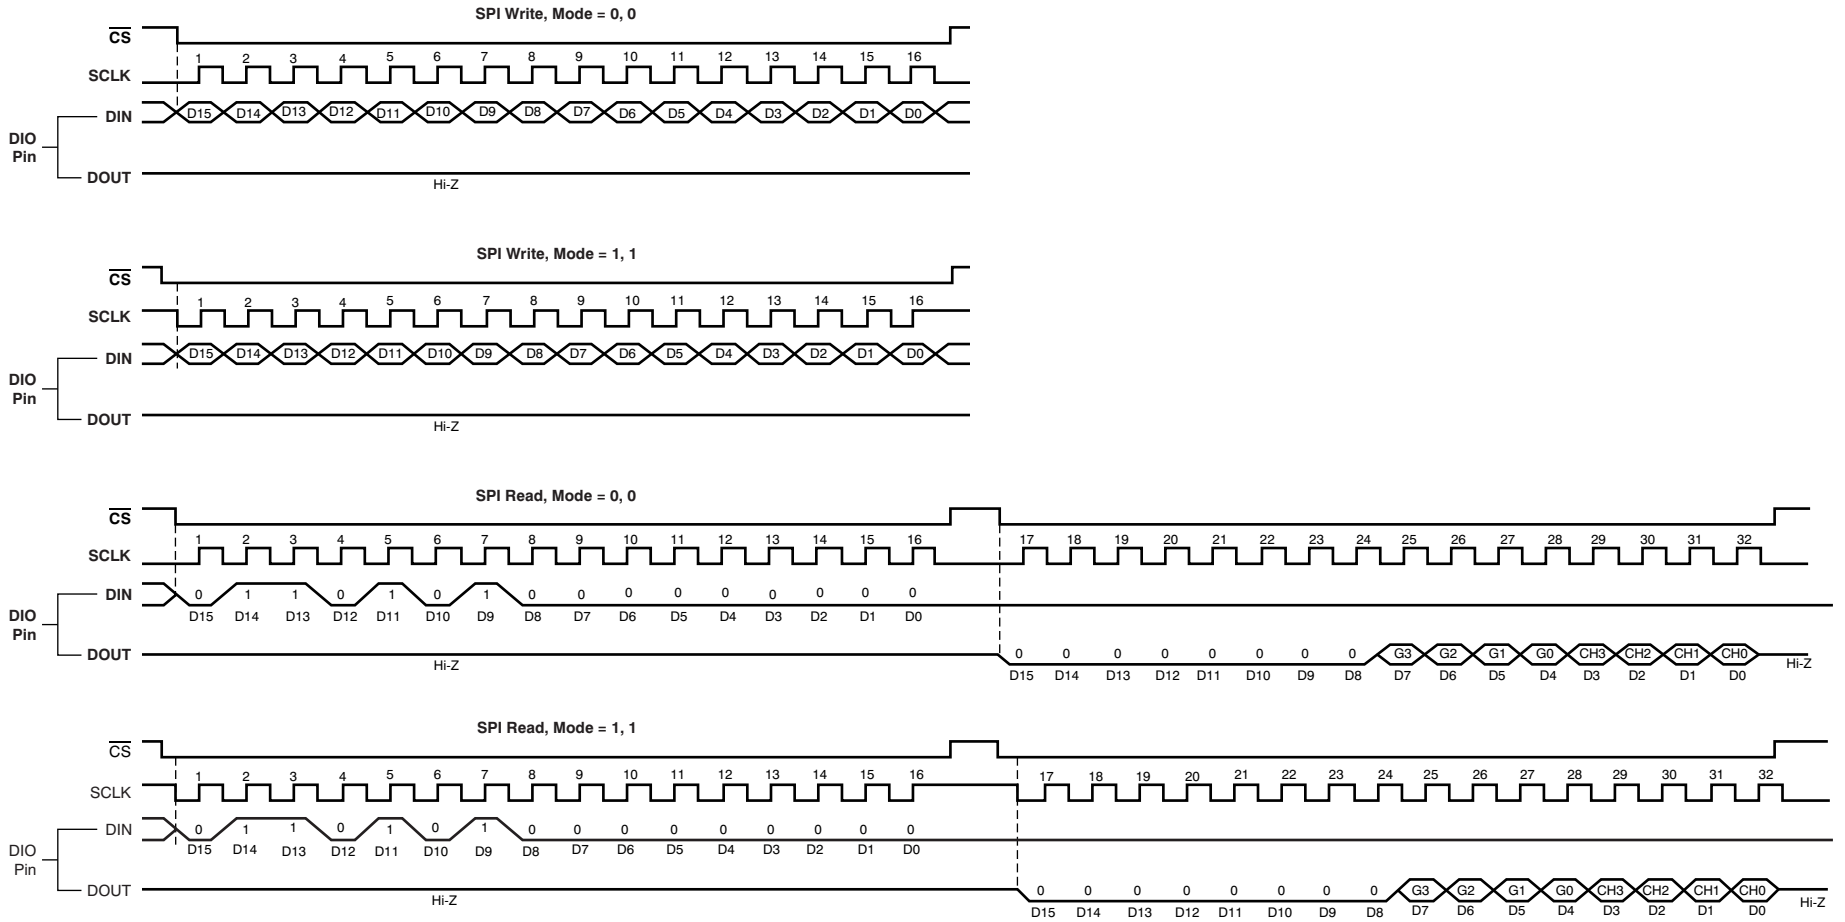 SPI Write, Mode = 0, 0
CS
1 2 3 4 5 6 7 8 9 10 11 12 13 14 15 16
SCLK
DIN D15 D14 D13 D12 D11 D10 D9 D8 D7 D6 D5 D4 D3 D2 D1 D0
DIO
Pin
DOUT
Hi-Z
SPI Write, Mode = 1, 1
CS
1 2 3 4 5 6 7 8 9 10 11 12 13 14 15 16
SCLK
DIN D15 D14 D13 D12 D11 D10 D9 D8 D7 D6 D5 D4 D3 D2 D1 D0
DIO
Pin
DOUT
Hi-Z
SPI Read, Mode = 0, 0
CS
1 2 3 4 5 6 7 8 9 10 11 12 13 14 15 16 17 18 19 20 21 22 23 24 25 26 27 28 29 30 31 32
SCLK
DIN 0 1 1 0 1 0 1 0 0 0 0 0 0 0 0 0
D15 D14 D13 D12 D11 D10 D9 D8 D7 D6 D5 D4 D3 D2 D1 D0
DIO
Pin
DOUT 0 0 0 0 0 0 0 0 G3 G2 G1 G0 CH3 CH2 CH1 CH0
Hi-Z Hi-Z
D15 D14 D13 D12 D11 D10 D9 D8 D7 D6 D5 D4 D3 D2 D1 D0
SPI Read, Mode = 1, 1
CS
1 2 3 4 5 6 7 8 9 10 11 12 13 14 15 16 17 18 19 20 21 22 23 24 25 26 27 28 29 30 31 32
SCLK
DIN 0 1 1 0 1 0 1 0 0 0 0 0 0 0 0 0
D15 D14 D13 D12 D11 D10 D9 D8 D7 D6 D5 D4 D3 D2 D1 D0
DIO
Pin
DOUT 0 0 0 0 0 0 0 0 G3 G2 G1 G0 CH3 CH2 CH1 CH0
Hi-Z Hi-Z
D15 D14 D13 D12 D11 D10 D9 D8 D7 D6 D5 D4 D3 D2 D1 D0